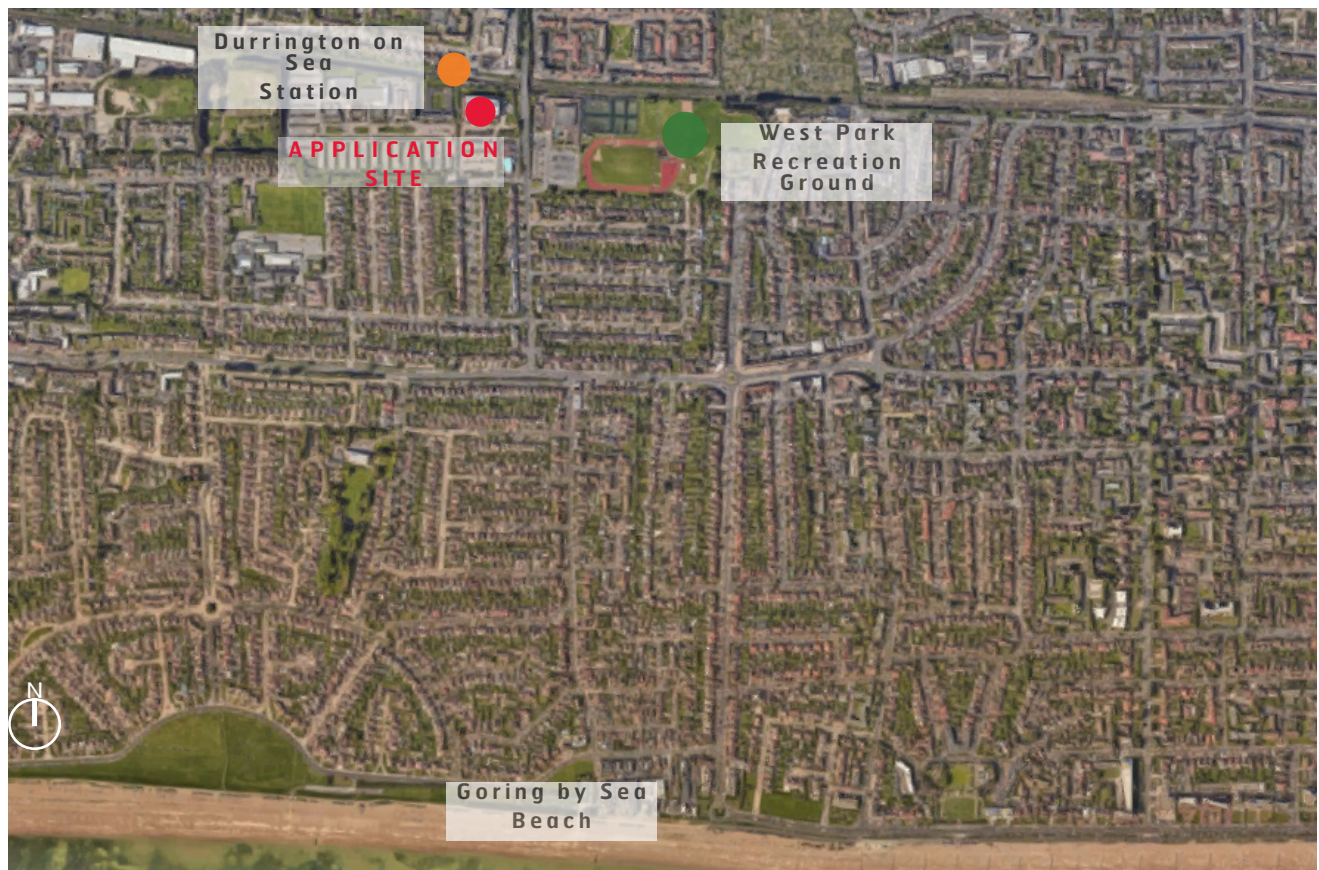 Durrington on
Sea
Station
APPLICATION
SITE
West Park
Recreation
Ground
N
Goring by Sea
Beach